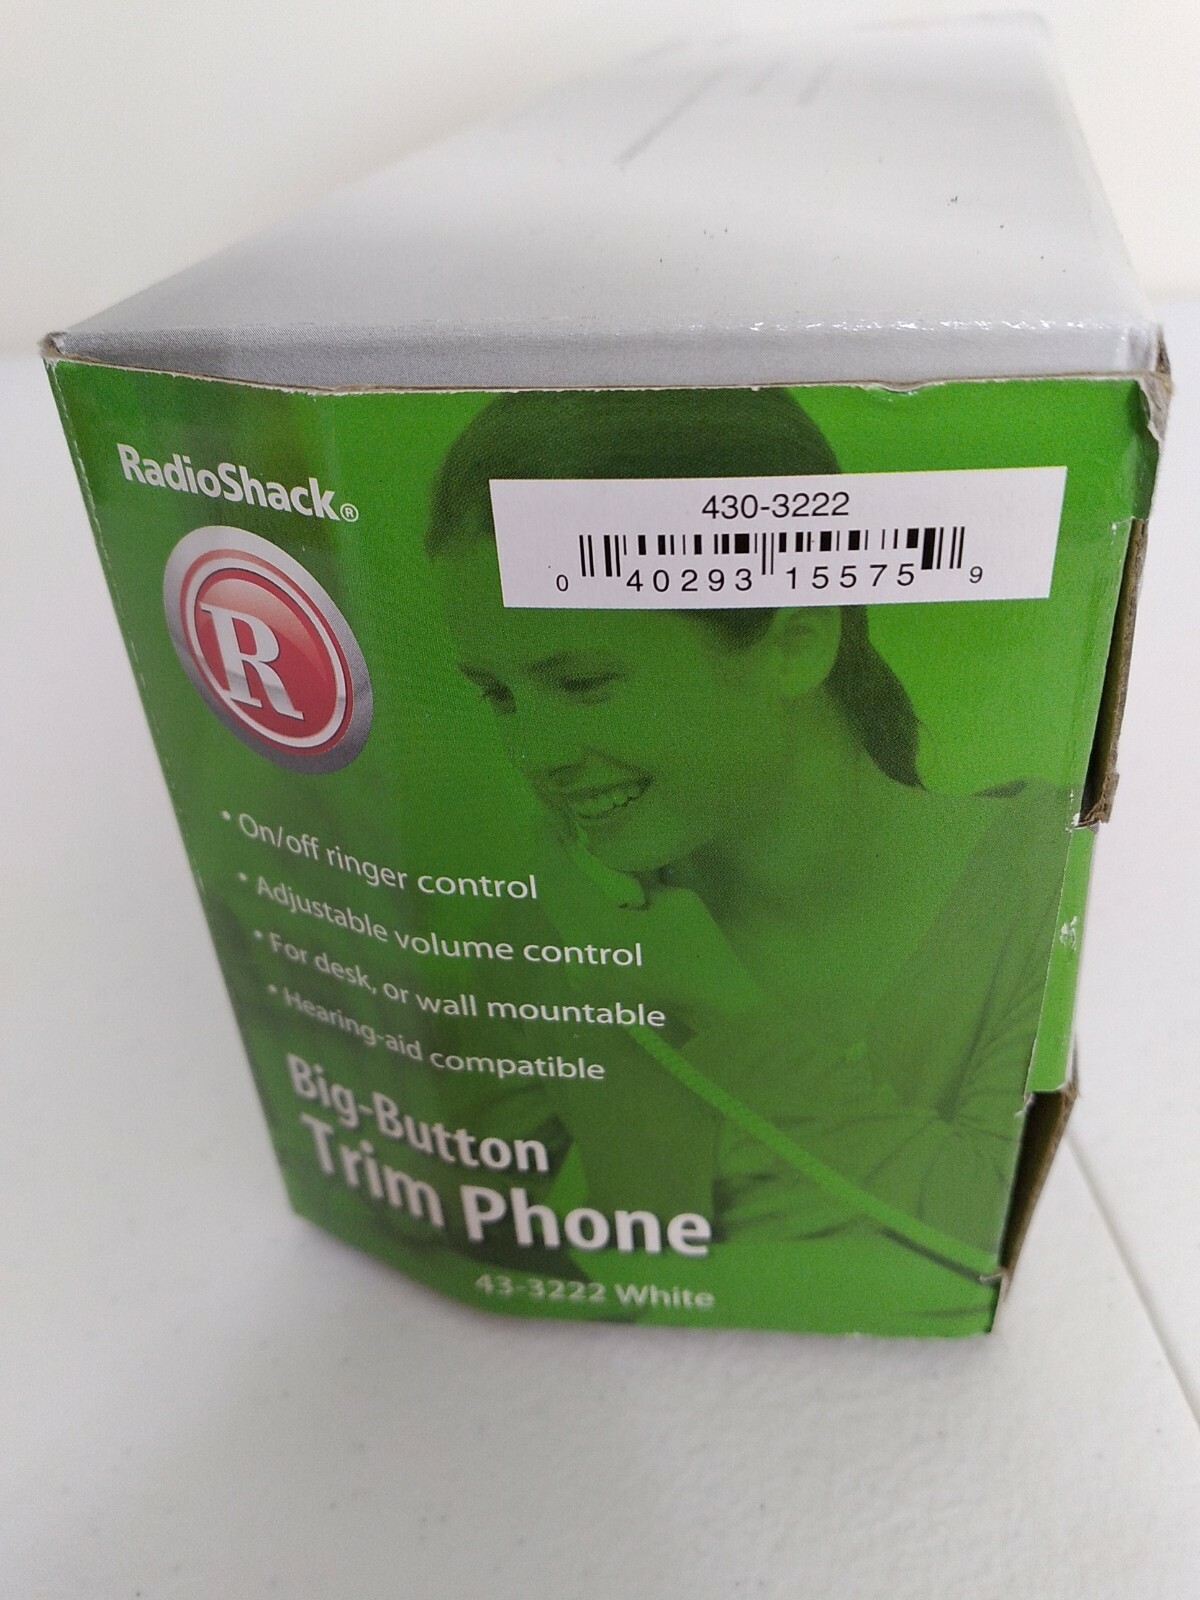 RadioShack®
R
430-3222
0 40293 15575 9
• On/off ringer control
• Adjustable volume control
• For desk, or wall mountable
• Hearing-aid compatible
Big-Button
Trim Phone
43-3222 White